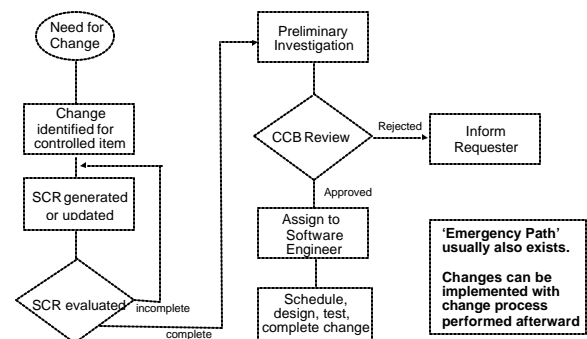 Need for
Change
Change
identified for
controlled item
SCR generated
or updated
SCR evaluated
incomplete
complete
Preliminary
Investigation
CCB Review
Rejected
Inform
Requester
Approved
Assign to
Software
Engineer
Schedule,
design, test,
complete change
‘Emergency Path’
usually also exists.
Changes can be
implemented with
change process
performed afterward